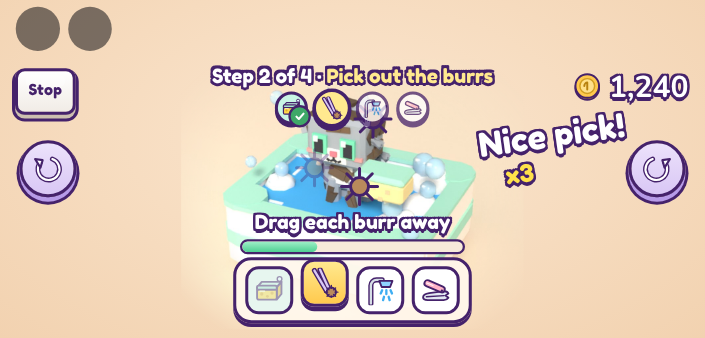 Step 2 of 4 · Pick out the burrs
Stop
1,240
Nice pick!
x3
Drag each burr away